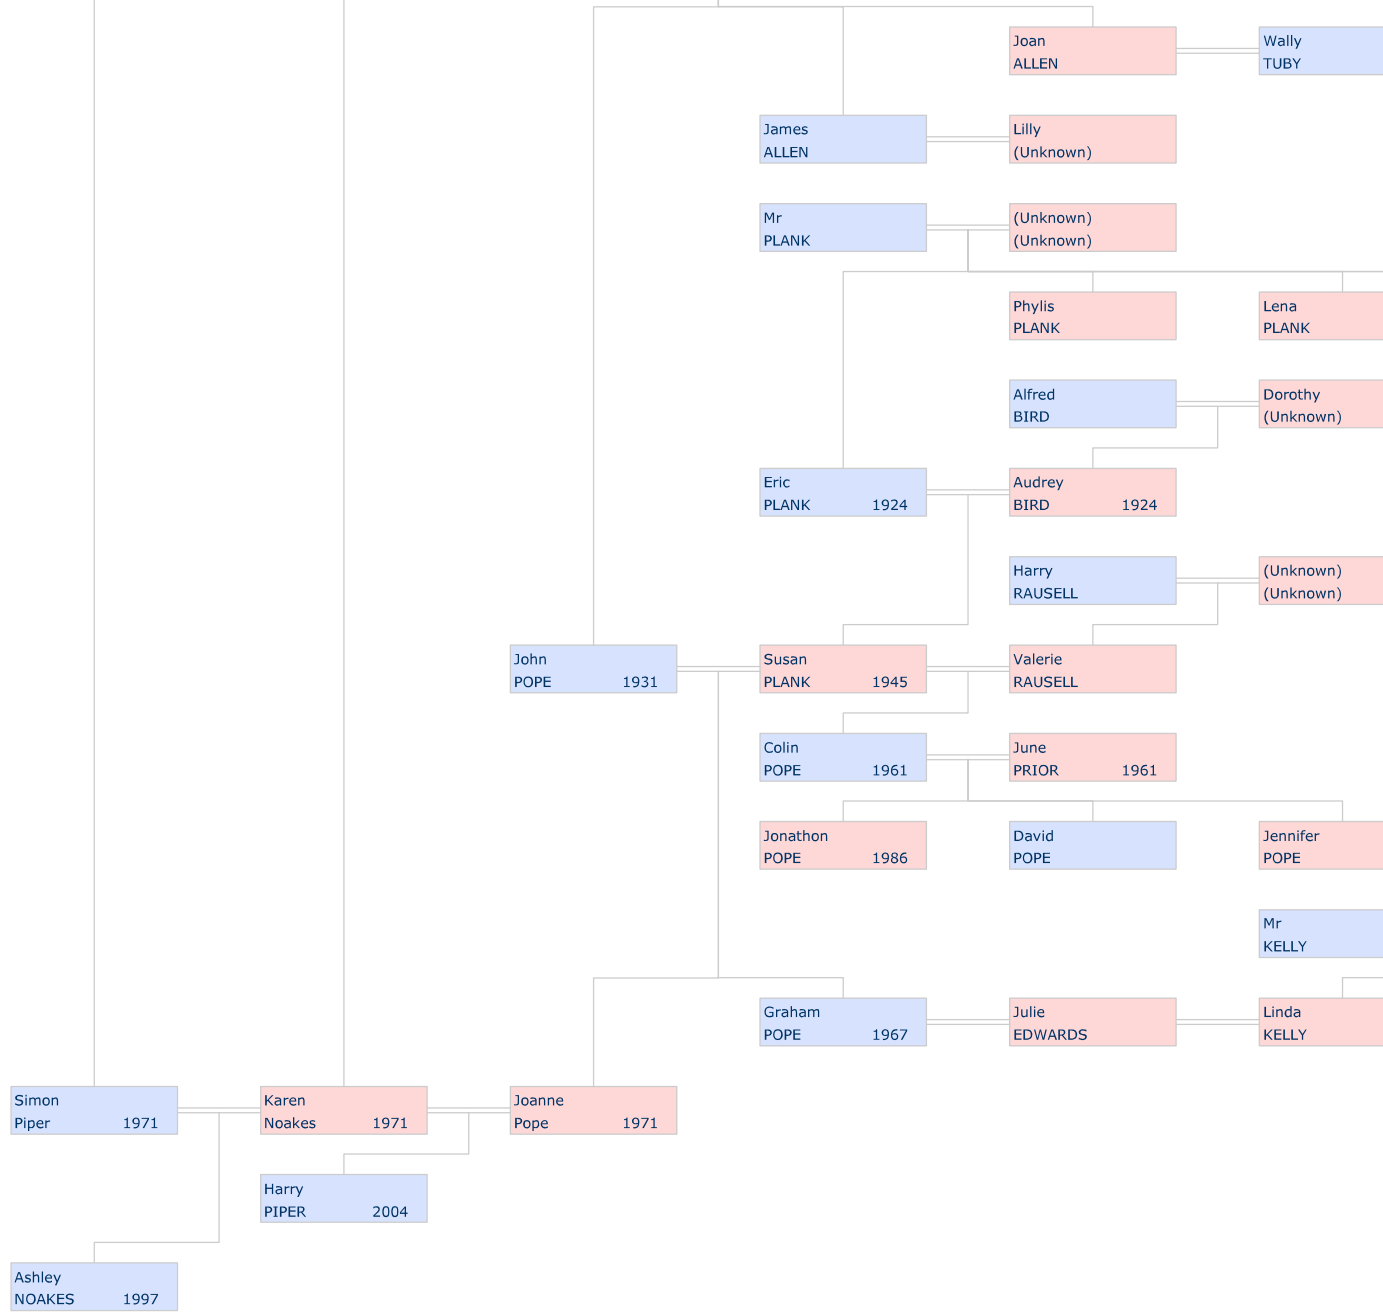 Joan
ALLEN
Wally
TUBY
James
ALLEN
Lilly
(Unknown)
Mr
PLANK
(Unknown)
(Unknown)
Phylis
PLANK
Lena
PLANK
Alfred
BIRD
Dorothy
(Unknown)
Eric
PLANK 1924
Audrey
BIRD 1924
Harry
RAUSELL
(Unknown)
(Unknown)
John
POPE 1931
Susan
PLANK 1945
Valerie
RAUSELL
Colin
POPE 1961
June
PRIOR 1961
Jonathon
POPE 1986
David
POPE
Jennifer
POPE
Mr
KELLY
Graham
POPE 1967
Julie
EDWARDS
Linda
KELLY
Simon
Piper 1971
Karen
Noakes 1971
Joanne
Pope 1971
Harry
PIPER 2004
Ashley
NOAKES 1997